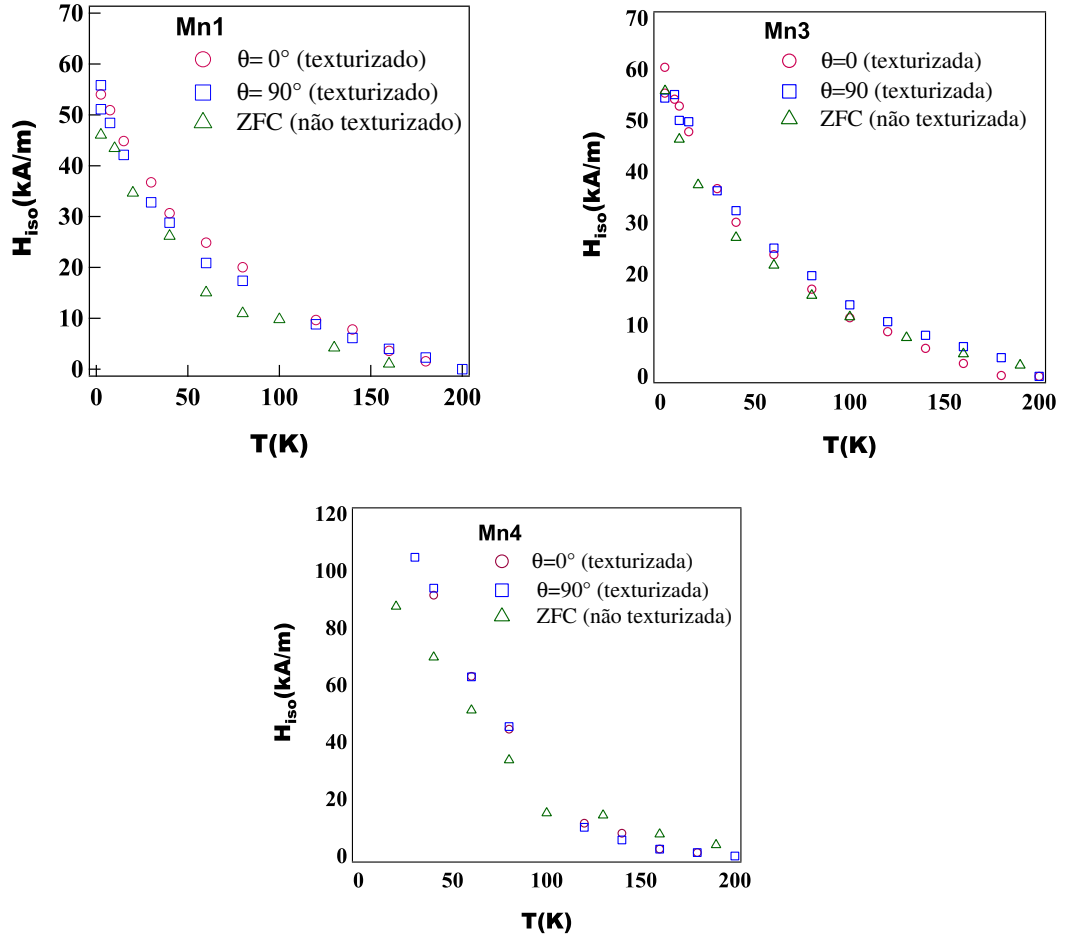 Mn1
θ= 0° (texturizado)
θ= 90° (texturizado)
ZFC (não texturizado)
70
60
50
40
30
20
10
0
H_iso(kA/m)
0 50 100 150 200
T(K)
Mn3
θ=0 (texturizada)
θ=90 (texturizada)
ZFC (não texturizada)
70
60
50
40
30
20
10
0
H_iso(kA/m)
0 50 100 150 200
T(K)
Mn4
θ=0° (texturizada)
θ=90° (texturizada)
ZFC (não texturizada)
120
100
80
60
40
20
0
H_iso(kA/m)
0 50 100 150 200
T(K)